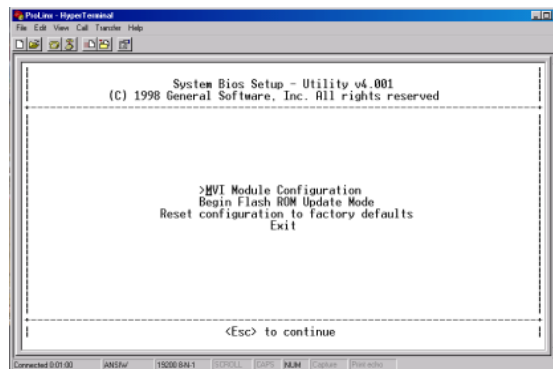 ProLinx - HyperTerminal
File Edit View Call Transfer Help
System Bios Setup - Utility v4.001
(C) 1998 General Software, Inc. All rights reserved
>MVI Module Configuration
Begin Flash ROM Update Mode
Reset configuration to factory defaults
Exit
<Esc> to continue
Connected 0:01:00 ANSIW 19200 8-N-1 SCROLL CAPS NUM Capture Print echo